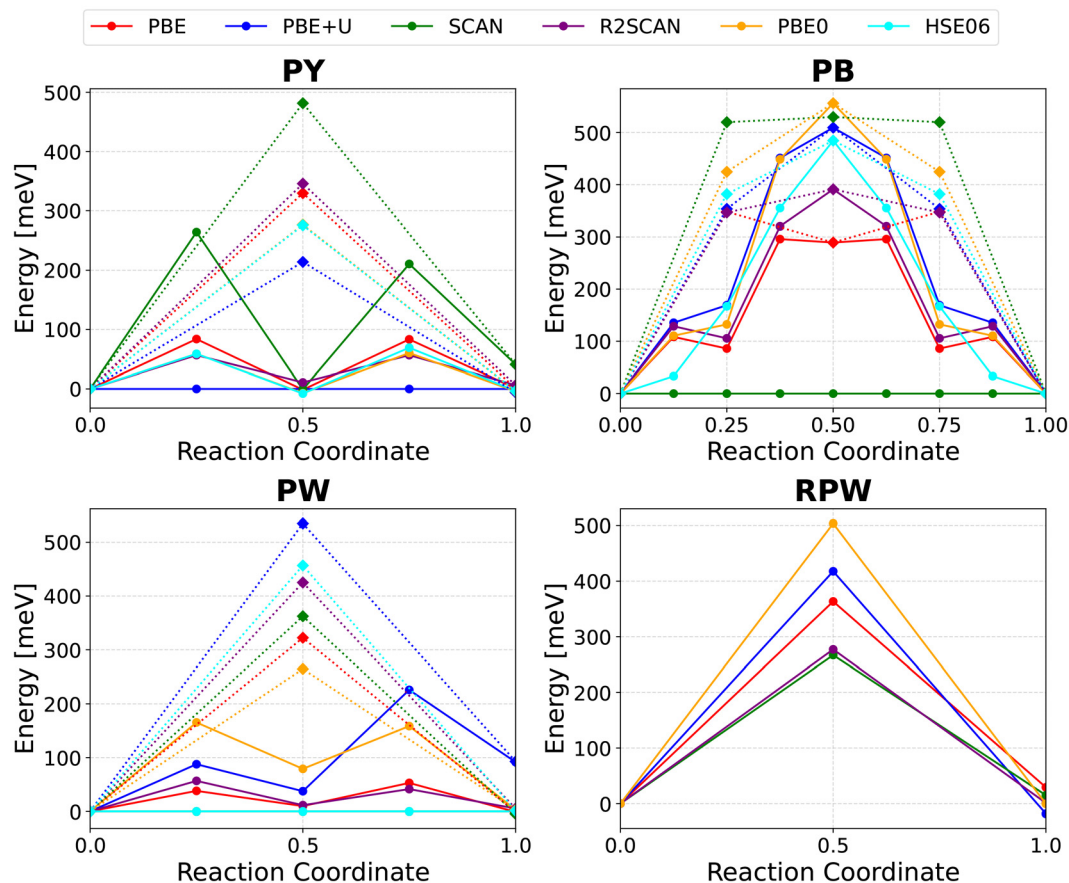 PBE PBE+U SCAN R2SCAN PBE0 HSE06
PY
Energy [meV]
500
400
300
200
100
0
0.0 0.5 1.0
Reaction Coordinate
PB
Energy [meV]
500
400
300
200
100
0
0.00 0.25 0.50 0.75 1.00
Reaction Coordinate
PW
Energy [meV]
500
400
300
200
100
0
0.0 0.5 1.0
Reaction Coordinate
RPW
Energy [meV]
500
400
300
200
100
0
0.0 0.5 1.0
Reaction Coordinate